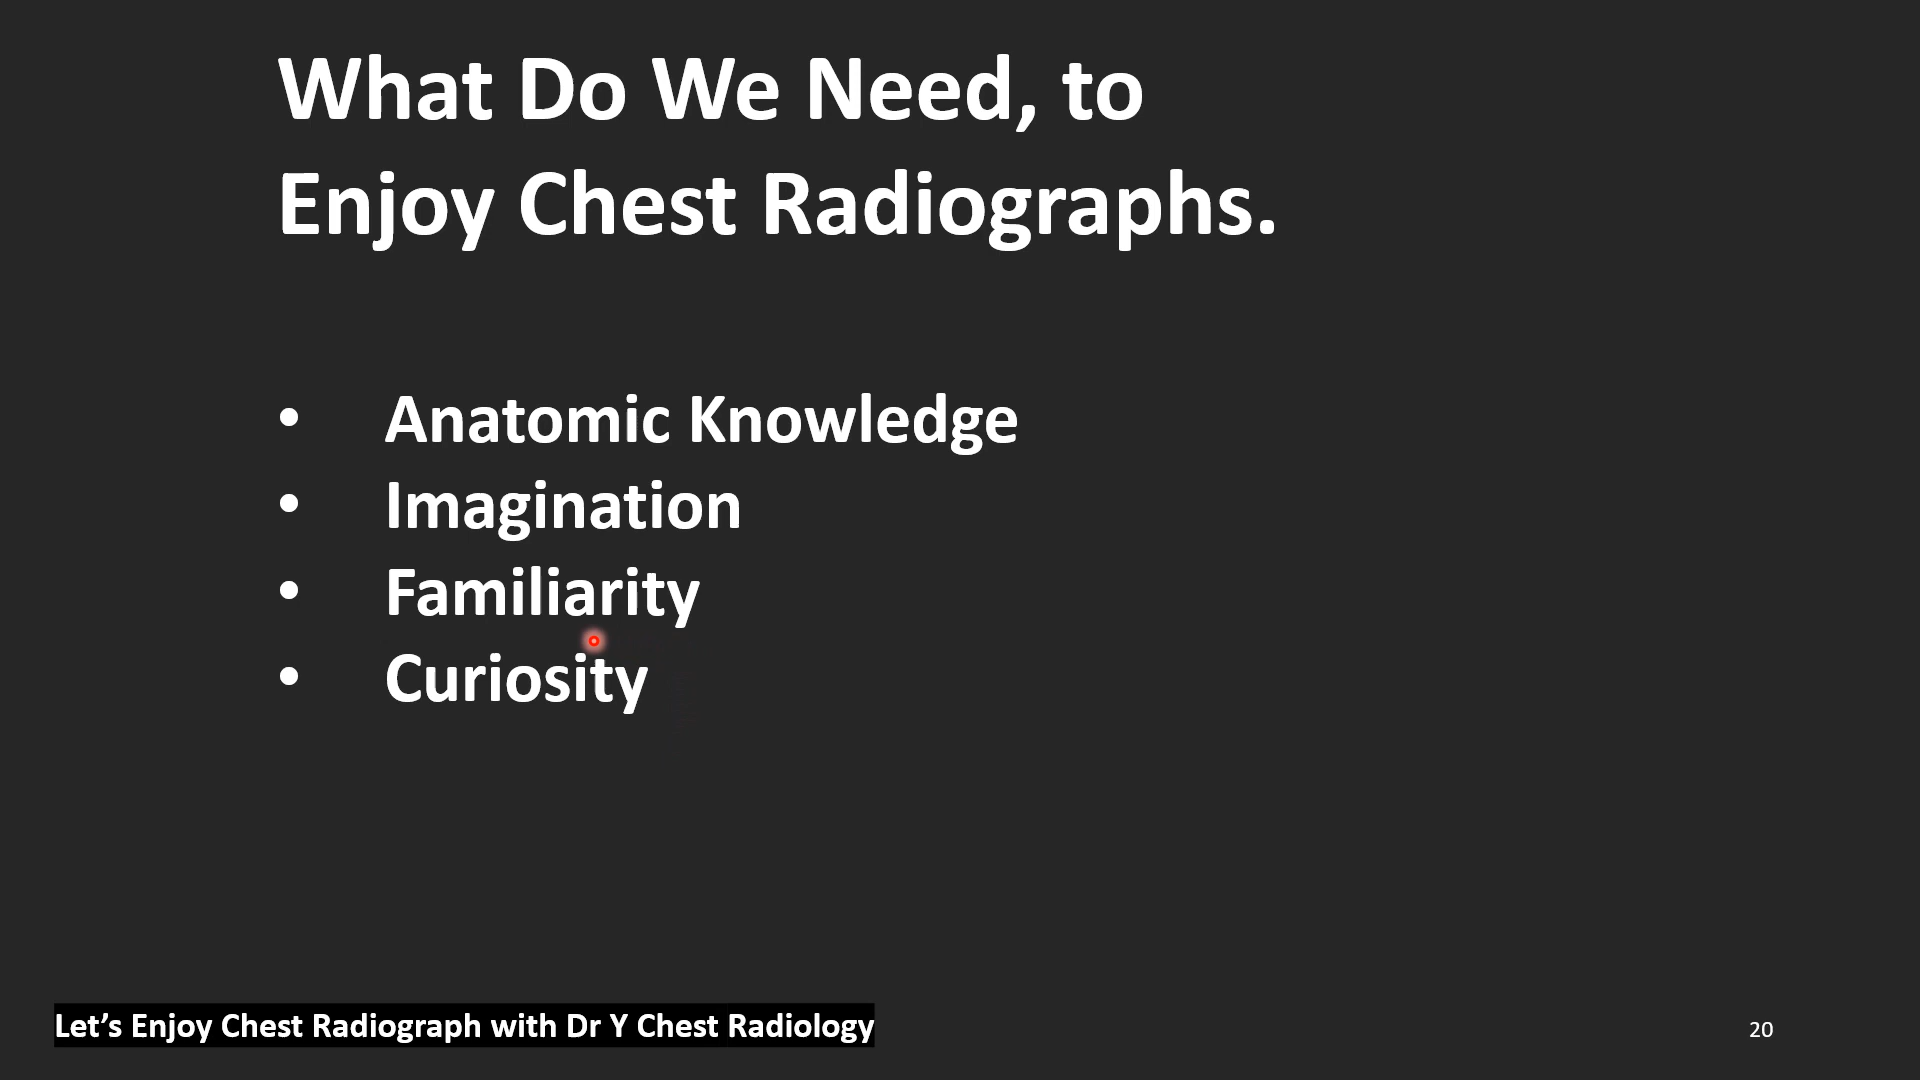 What Do We Need, to
Enjoy Chest Radiographs.
• Anatomic Knowledge
• Imagination
• Familiarity
• Curiosity
Let’s Enjoy Chest Radiograph with Dr Y Chest Radiology
20